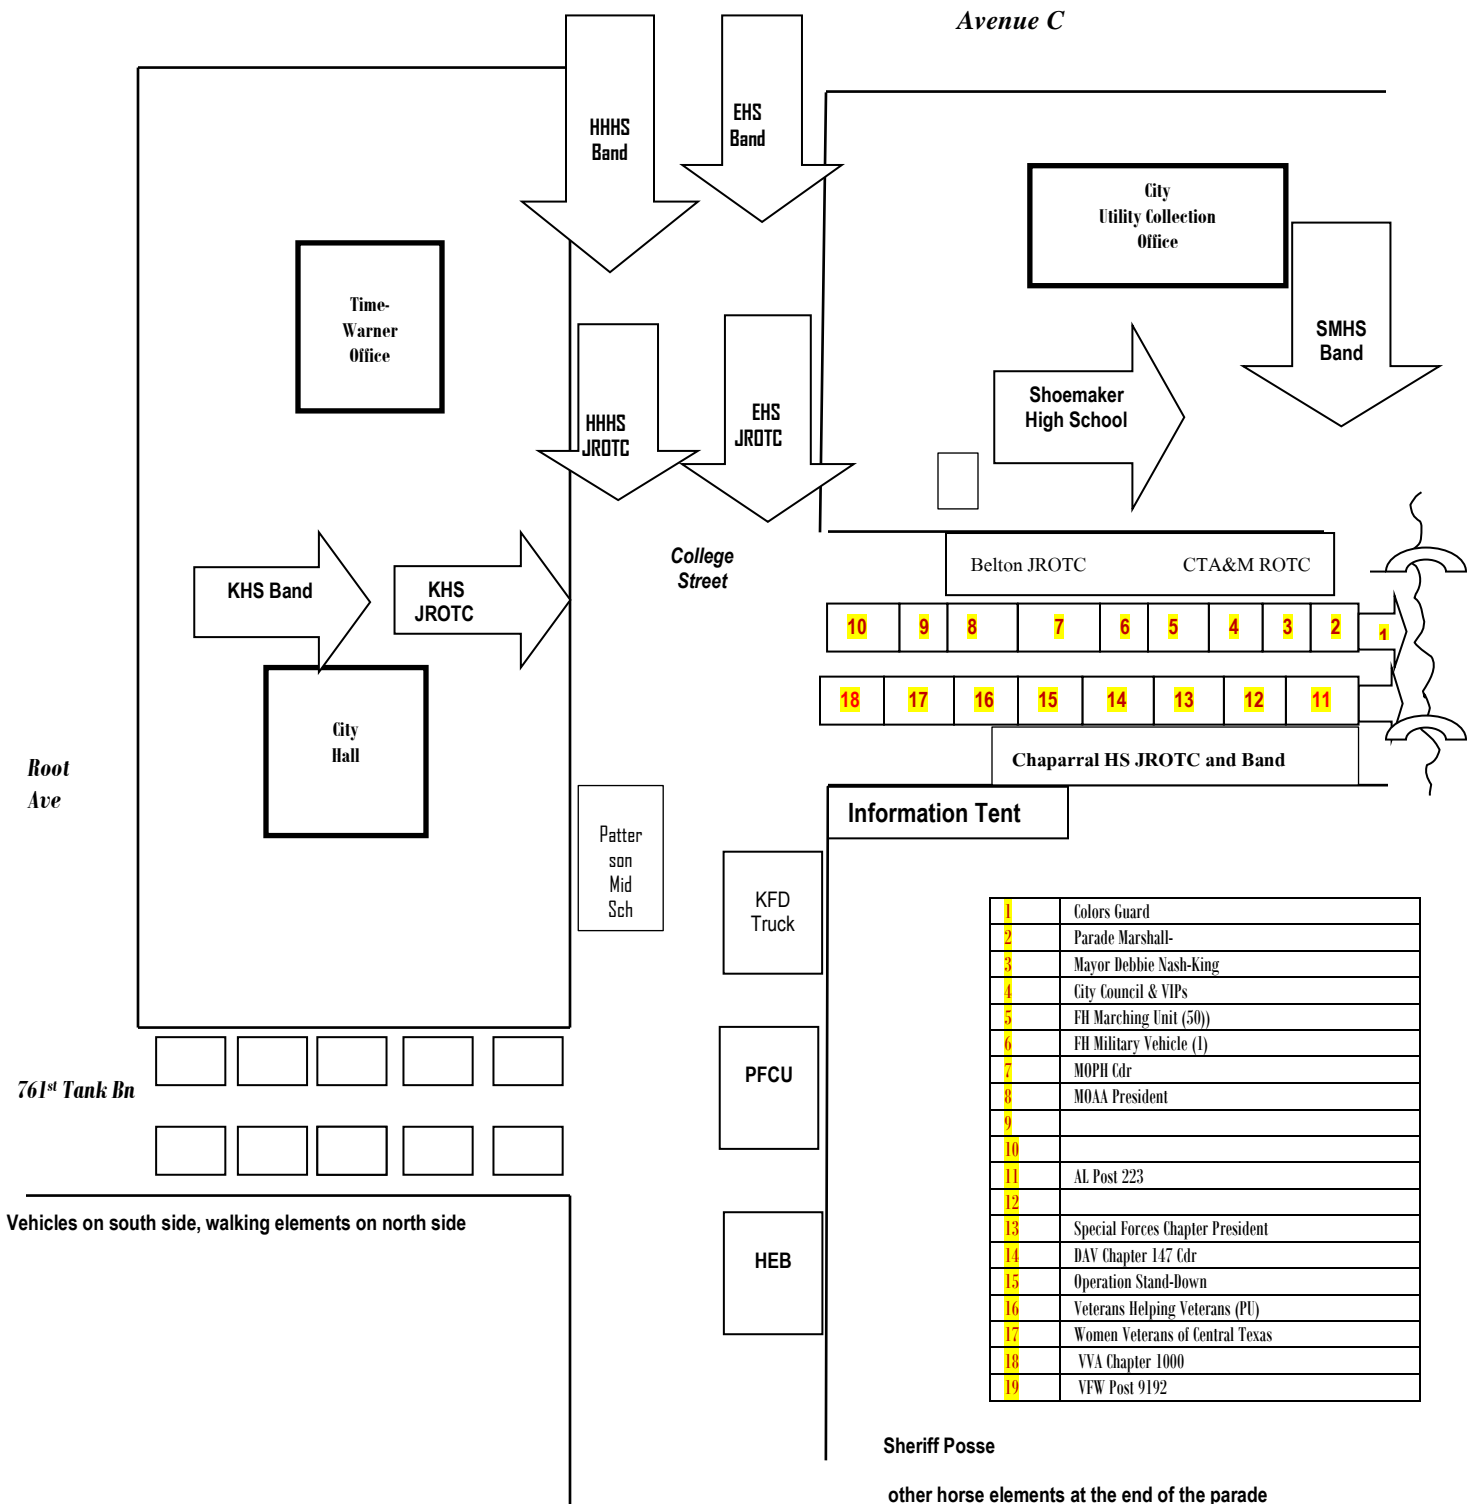 Avenue C
HHHS
Band
EHS
Band
City
Utility Collection
Office
Time-
Warner
Office
SMHS
Band
Shoemaker
High School
HHHS
JROTC
EHS
JROTC
College
Street
Belton JROTC CTA&M ROTC
KHS Band
KHS
JROTC
10 9 8 7 6 5 4 3 2 1
18 17 16 15 14 13 12 11
City
Hall
Chaparral HS JROTC and Band
Root
Ave
Information Tent
Patter
son
Mid
Sch
KFD
Truck
1 Colors Guard
2 Parade Marshall-
3 Mayor Debbie Nash-King
4 City Council & VIPs
5 FH Marching Unit (50))
6 FH Military Vehicle (1)
7 MOPH Cdr
8 MOAA President
9
10
11 AL Post 223
12
13 Special Forces Chapter President
14 DAV Chapter 147 Cdr
15 Operation Stand-Down
16 Veterans Helping Veterans (PU)
17 Women Veterans of Central Texas
18 VVA Chapter 1000
19 VFW Post 9192
761st Tank Bn
PFCU
Vehicles on south side, walking elements on north side
HEB
Sheriff Posse
other horse elements at the end of the parade